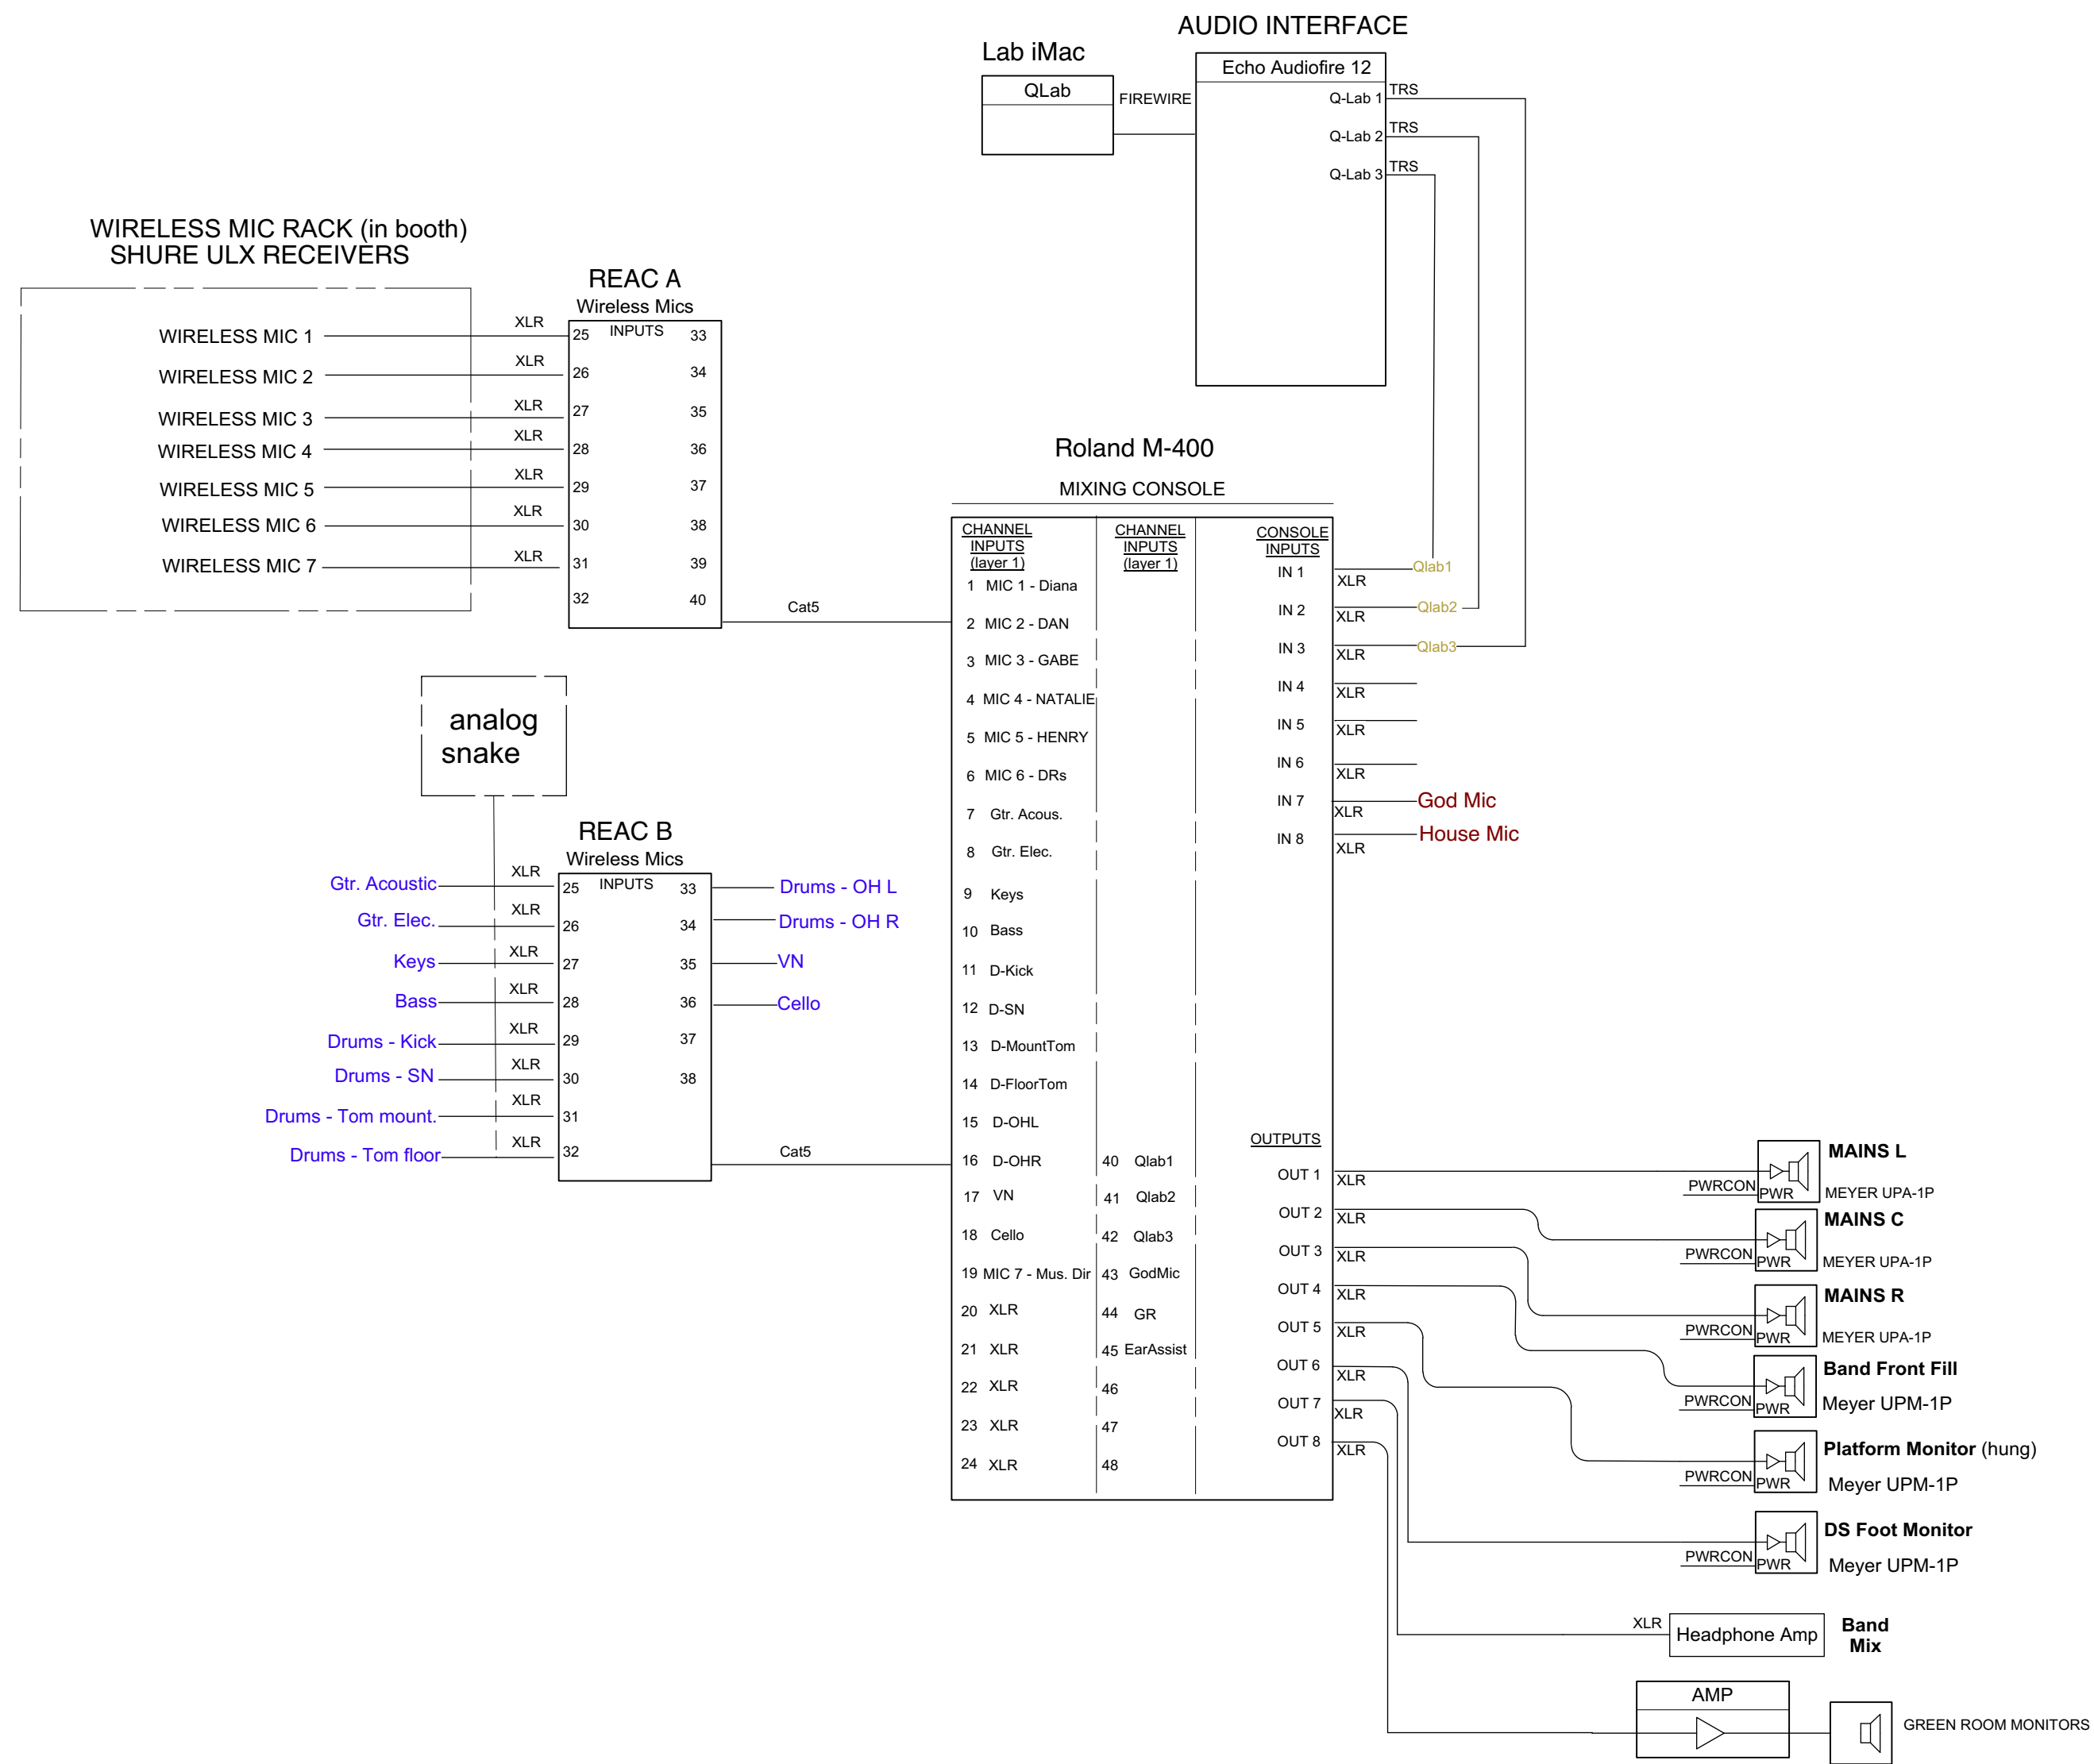 AUDIO INTERFACE
Lab iMac
Echo Audiofire 12
QLab
FIREWIRE
Q-Lab 1
TRS
Q-Lab 2
TRS
Q-Lab 3
TRS
WIRELESS MIC RACK (in booth)
SHURE ULX RECEIVERS
REAC A
Wireless Mics
INPUTS
WIRELESS MIC 1
XLR
25
33
WIRELESS MIC 2
XLR
26
34
WIRELESS MIC 3
XLR
27
35
WIRELESS MIC 4
XLR
28
36
WIRELESS MIC 5
XLR
29
37
WIRELESS MIC 6
XLR
30
38
WIRELESS MIC 7
XLR
31
39
32
40
Cat5
analog
snake
REAC B
Wireless Mics
INPUTS
Gtr. Acoustic
XLR
25
33
Drums - OH L
Gtr. Elec.
XLR
26
34
Drums - OH R
Keys
XLR
27
35
VN
Bass
XLR
28
36
Cello
Drums - Kick
XLR
29
37
Drums - SN
XLR
30
38
Drums - Tom mount.
XLR
31
Drums - Tom floor
XLR
32
Cat5
Roland M-400
MIXING CONSOLE
CHANNEL
INPUTS
(layer 1)
1 MIC 1 - Diana
2 MIC 2 - DAN
3 MIC 3 - GABE
4 MIC 4 - NATALIE
5 MIC 5 - HENRY
6 MIC 6 - DRs
7 Gtr. Acous.
8 Gtr. Elec.
9 Keys
10 Bass
11 D-Kick
12 D-SN
13 D-MountTom
14 D-FloorTom
15 D-OHL
16 D-OHR
17 VN
18 Cello
19 MIC 7 - Mus. Dir
20 XLR
21 XLR
22 XLR
23 XLR
24 XLR
CHANNEL
INPUTS
(layer 1)
40 Qlab1
41 Qlab2
42 Qlab3
43 GodMic
44 GR
45 EarAssist
46
47
48
CONSOLE
INPUTS
IN 1
XLR
Qlab1
IN 2
XLR
Qlab2
IN 3
XLR
Qlab3
IN 4
XLR
IN 5
XLR
IN 6
XLR
IN 7
XLR
God Mic
IN 8
XLR
House Mic
OUTPUTS
OUT 1
XLR
OUT 2
XLR
OUT 3
XLR
OUT 4
XLR
OUT 5
XLR
OUT 6
XLR
OUT 7
XLR
OUT 8
XLR
MAINS L
PWRCON
PWR
MEYER UPA-1P
MAINS C
PWRCON
PWR
MEYER UPA-1P
MAINS R
PWRCON
PWR
MEYER UPA-1P
Band Front Fill
PWRCON
PWR
Meyer UPM-1P
Platform Monitor (hung)
PWRCON
PWR
Meyer UPM-1P
DS Foot Monitor
PWRCON
PWR
Meyer UPM-1P
XLR
Headphone Amp
Band
Mix
AMP
GREEN ROOM MONITORS